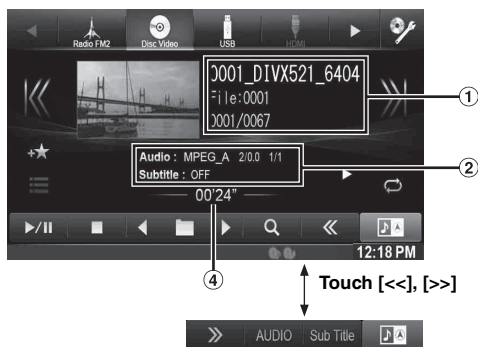 Radio FM2 Disc Video USB HDMI
0001_DIVX521_6404
File:0001
0001/0067
1
Audio : MPEG_A 2/0.0 1/1
Subtitle : OFF
2
00'24"
12:18 PM
4
Touch [<<], [>>]
AUDIO Sub Title